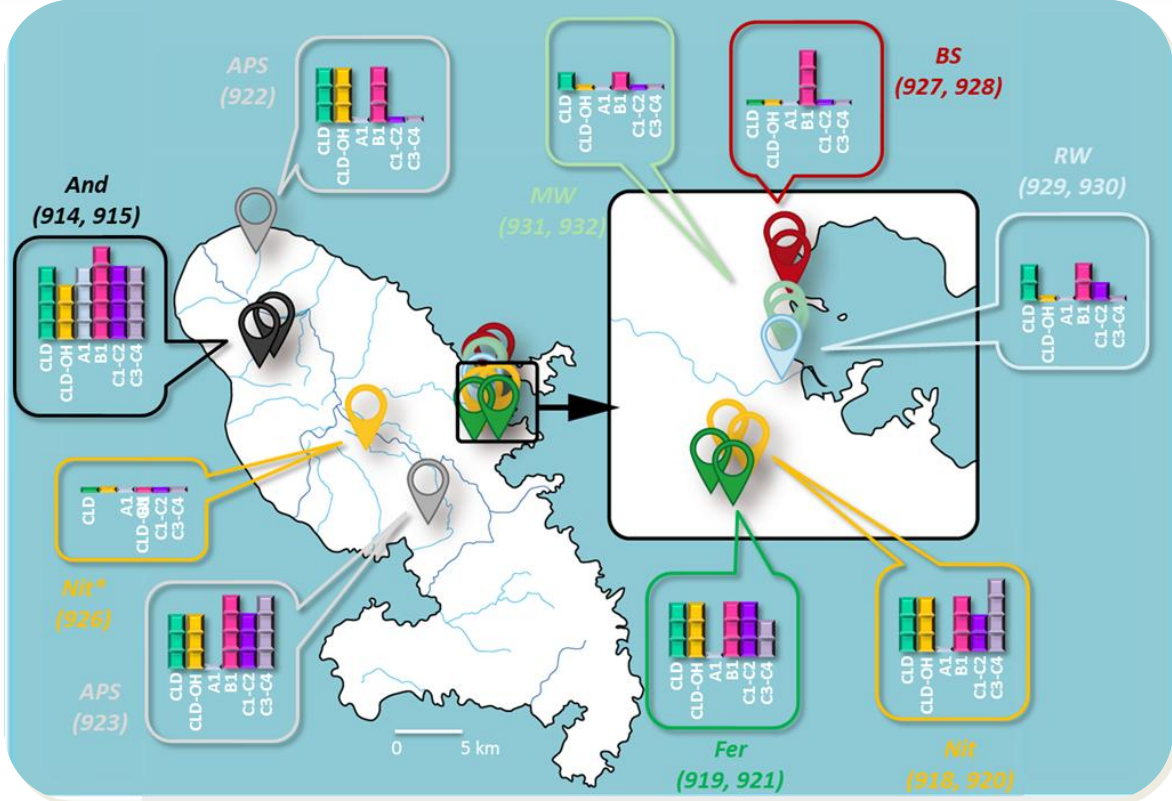 APS
(922)
CLD
CLD-OH
A1
B1
C1-C2
C3-C4
CLD
CLD-OH
A1
B1
C1-C2
C3-C4
MW
(931, 932)
CLD
CLD-OH
A1
B1
C1-C2
C3-C4
BS
(927, 928)
RW
(929, 930)
CLD
CLD-OH
A1
B1
C1-C2
C3-C4
And
(914, 915)
CLD
CLD-OH
A1
B1
C1-C2
C3-C4
CLD
A1
CLD-OH
C1-C2
C3-C4
Nit*
(926)
APS
(923)
CLD
CLD-OH
A1
B1
C1-C2
C3-C4
0 5 km
CLD
CLD-OH
A1
B1
C1-C2
C3-C4
Fer
(919, 921)
CLD
CLD-OH
A1
B1
C1-C2
C3-C4
Nit
(918, 920)